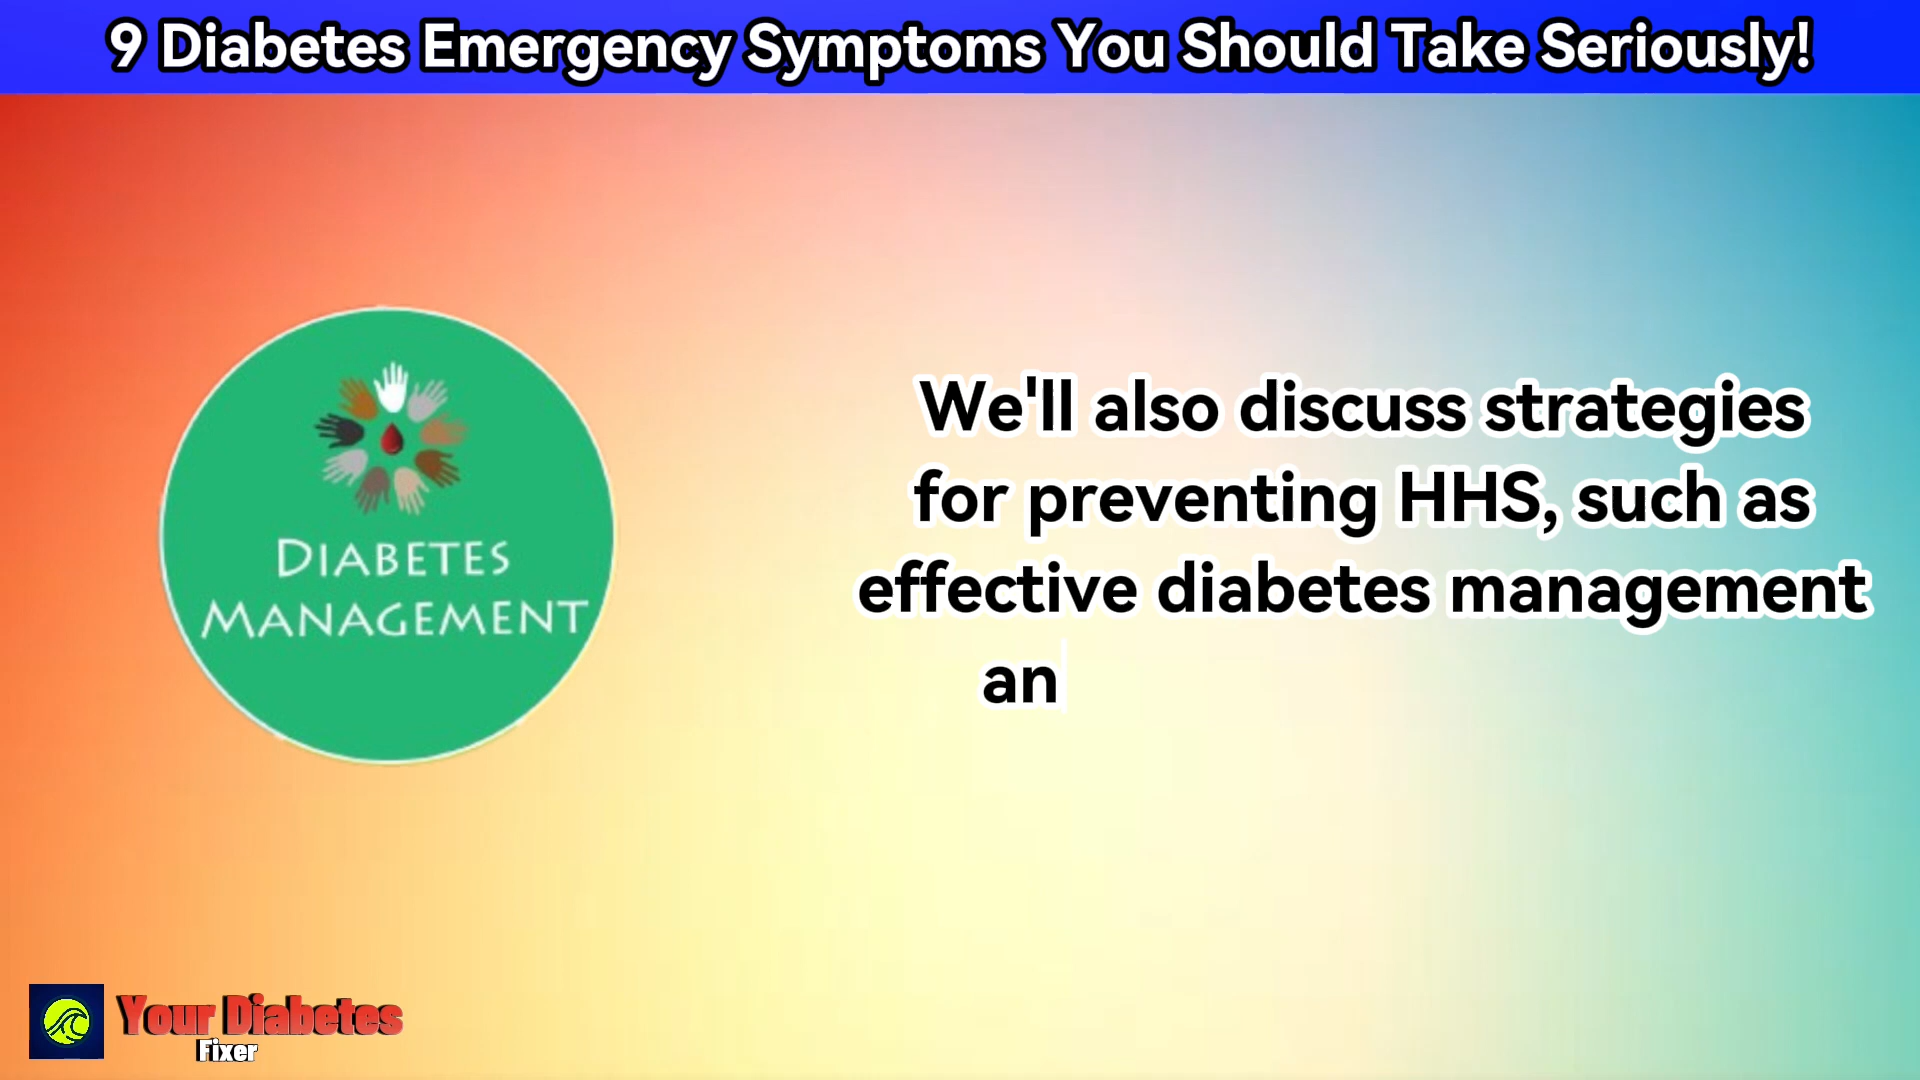 9 Diabetes Emergency Symptoms You Should Take Seriously!
DIABETES
MANAGEMENT
We'll also discuss strategies
for preventing HHS, such as
effective diabetes management
an
Your Diabetes
Fixer